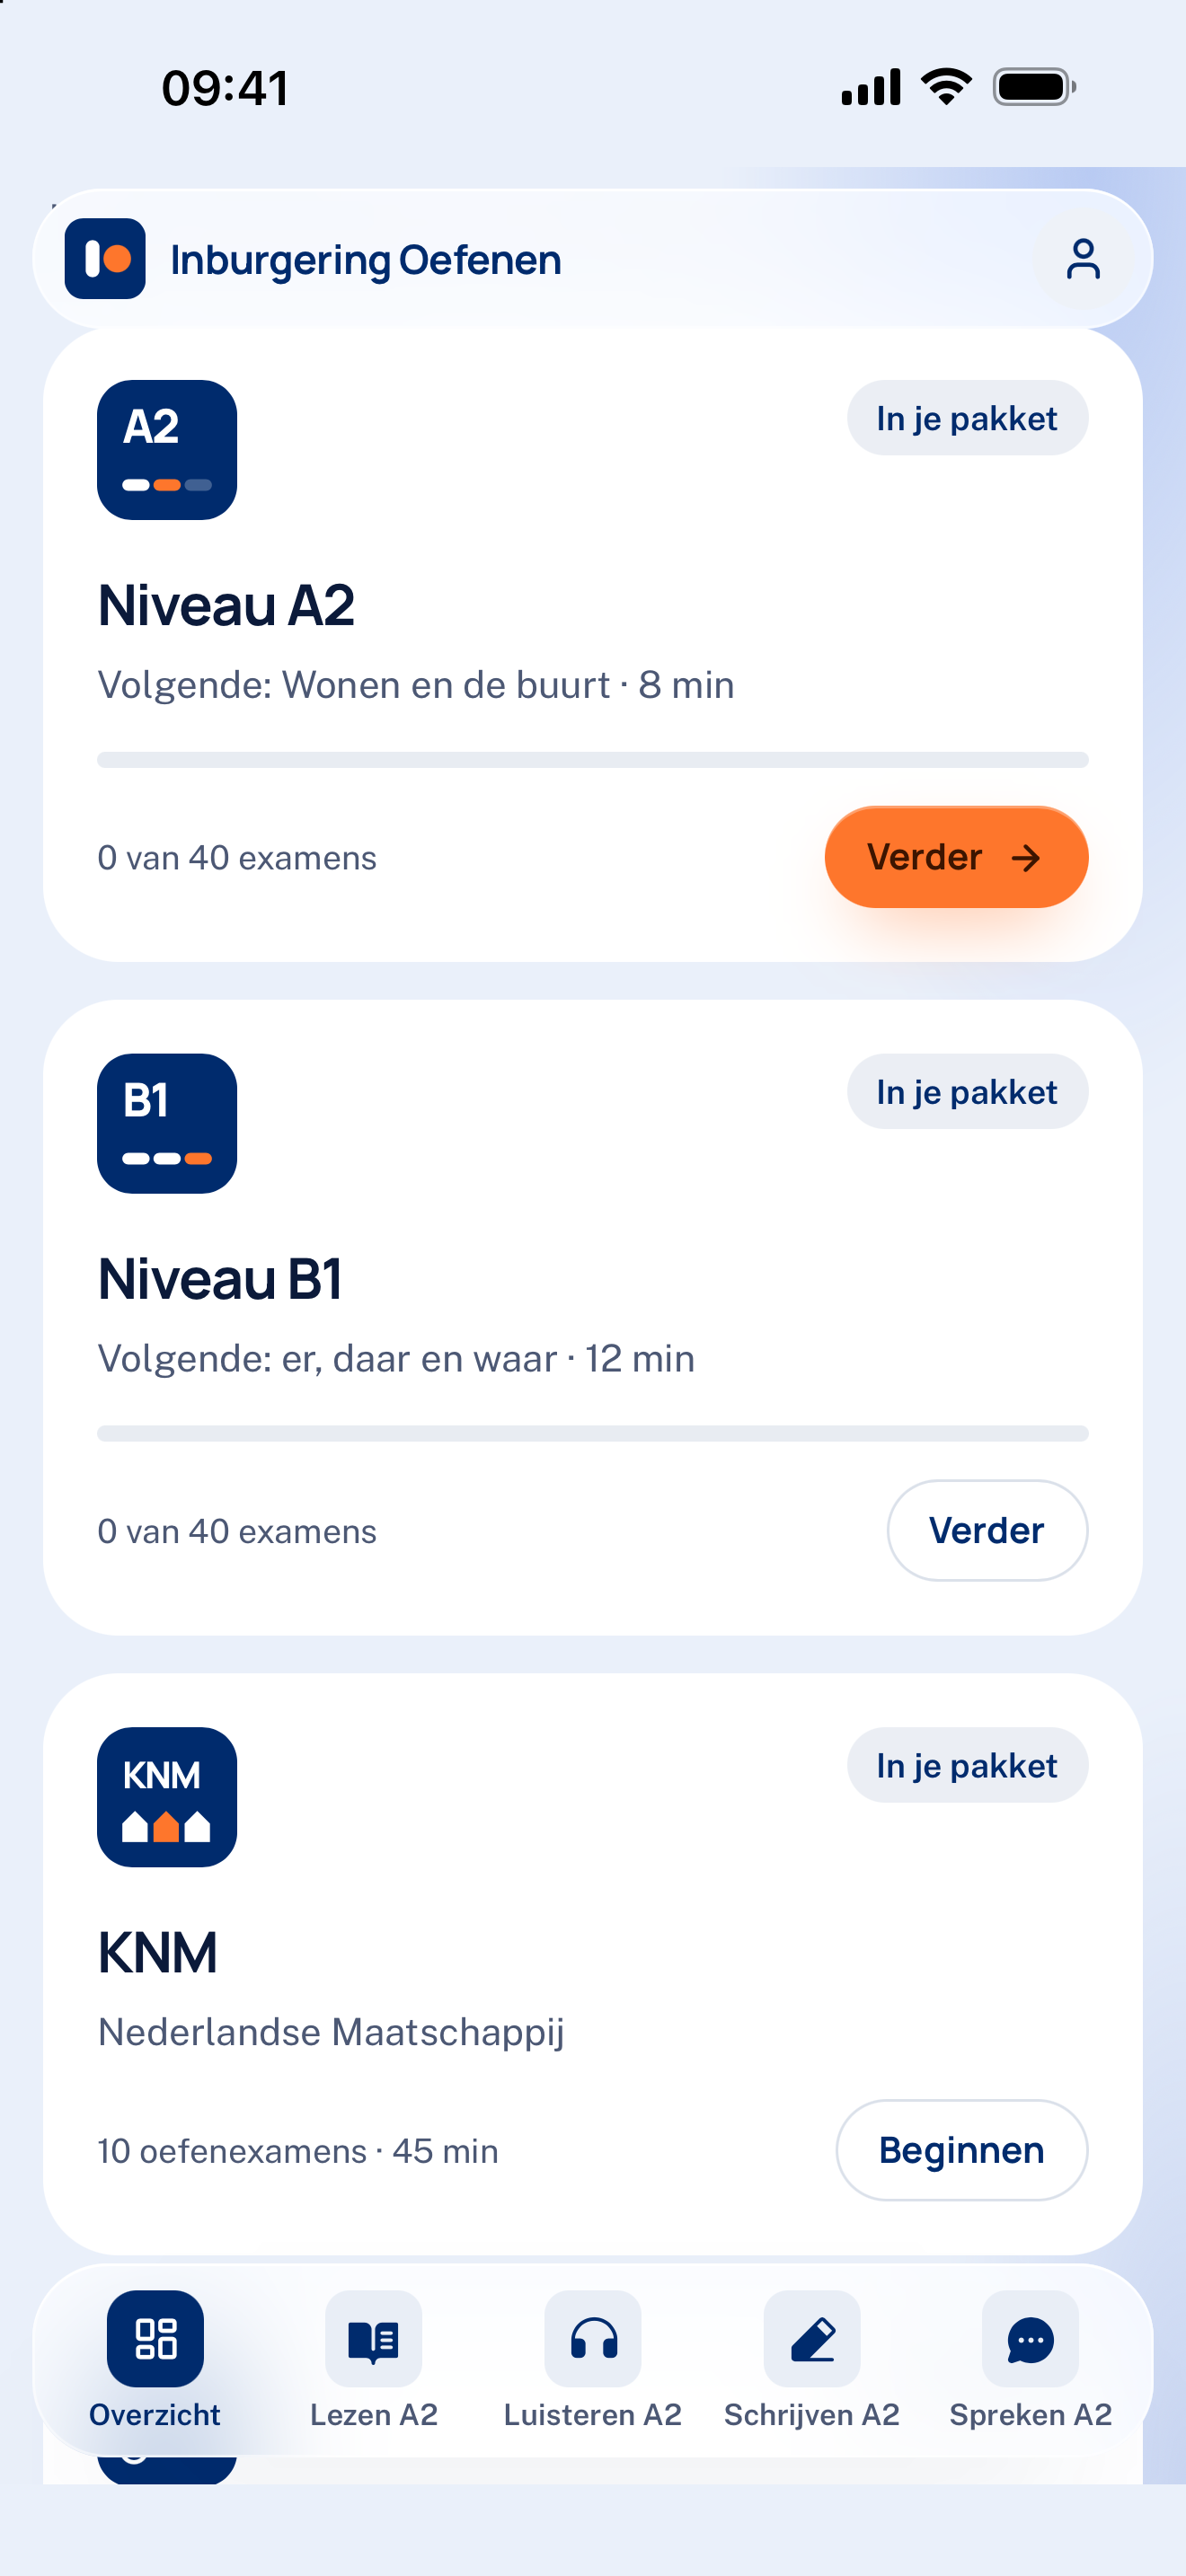 09:41
Inburgering Oefenen
A2
In je pakket
Niveau A2
Volgende: Wonen en de buurt · 8 min
0 van 40 examens
Verder
B1
In je pakket
Niveau B1
Volgende: er, daar en waar · 12 min
0 van 40 examens
Verder
KNM
In je pakket
KNM
Nederlandse Maatschappij
10 oefenexamens · 45 min
Beginnen
Overzicht
Lezen A2
Luisteren A2
Schrijven A2
Spreken A2